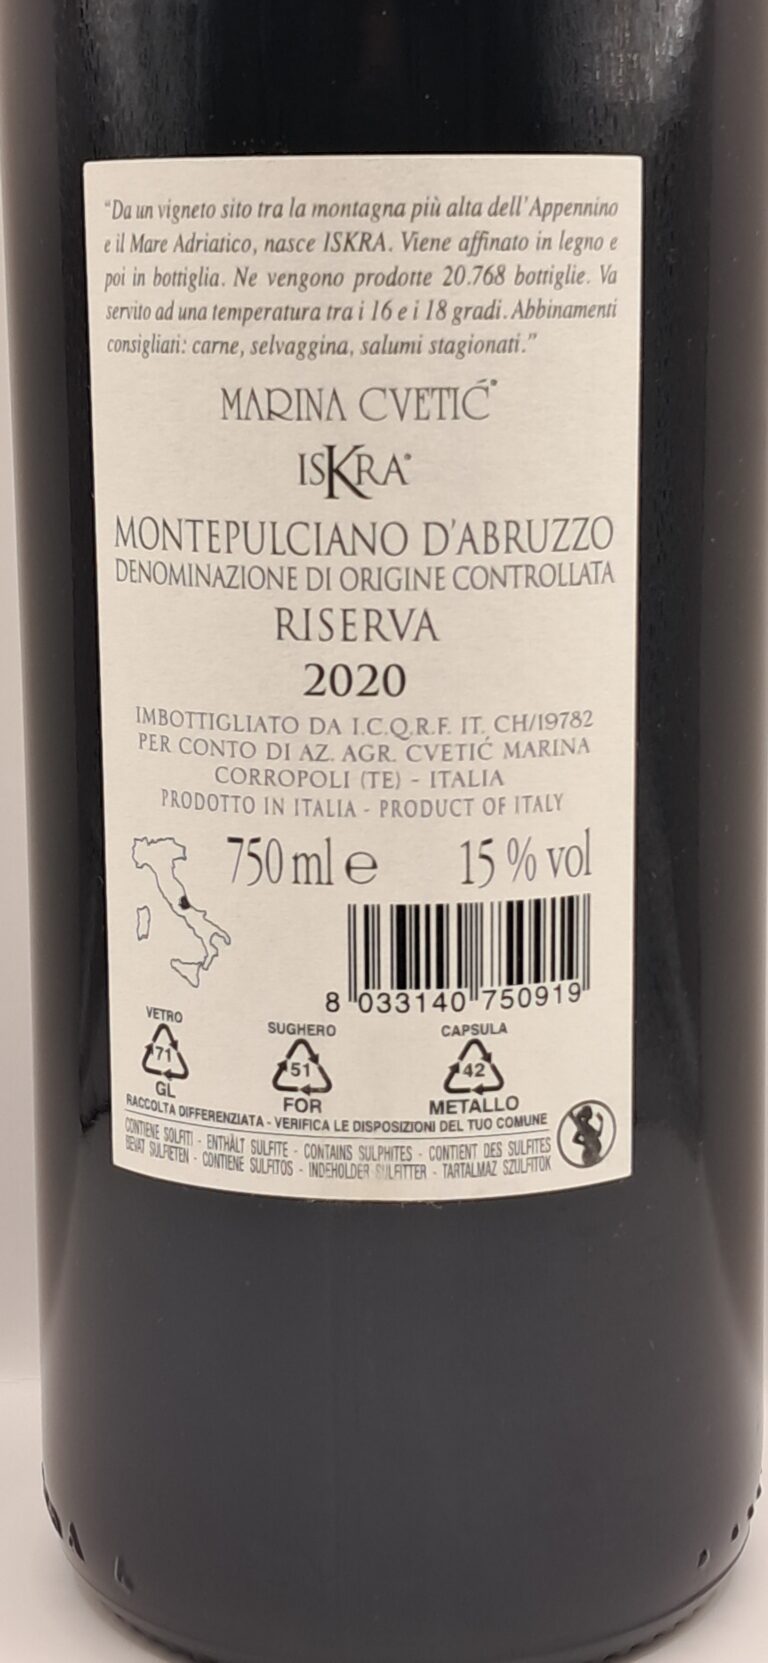 "Da un vigneto sito tra la montagna più alta dell'Appennino
e il Mare Adriatico, nasce ISKRA. Viene affinato in legno e
poi in bottiglia. Ne vengono prodotte 20.768 bottiglie. Va
servito ad una temperatura tra i 16 e i 18 gradi. Abbinamenti
consigliati: carne, selvaggina, salumi stagionati."
MARINA CVETIĆ®
ISKRA®
MONTEPULCIANO D'ABRUZZO
DENOMINAZIONE DI ORIGINE CONTROLLATA
RISERVA
2020
IMBOTTIGLIATO DA I.C.Q.R.F. IT. CH/19782
PER CONTO DI AZ. AGR. CVETIĆ MARINA
CORROPOLI (TE) - ITALIA
PRODOTTO IN ITALIA - PRODUCT OF ITALY
750 ml e 15 % vol
8 033140 750919
VETRO SUGHERO CAPSULA
71 51 42
GL FOR METALLO
RACCOLTA DIFFERENZIATA - VERIFICA LE DISPOSIZIONI DEL TUO COMUNE
CONTIENE SOLFITI - ENTHÄLT SULFITE - CONTAINS SULPHITES - CONTIENT DES SULFITES
BEVAT SULFIETEN - CONTIENE SULFITOS - INDEHOLDER SULFITTER - TARTALMAZ SZULFITOK